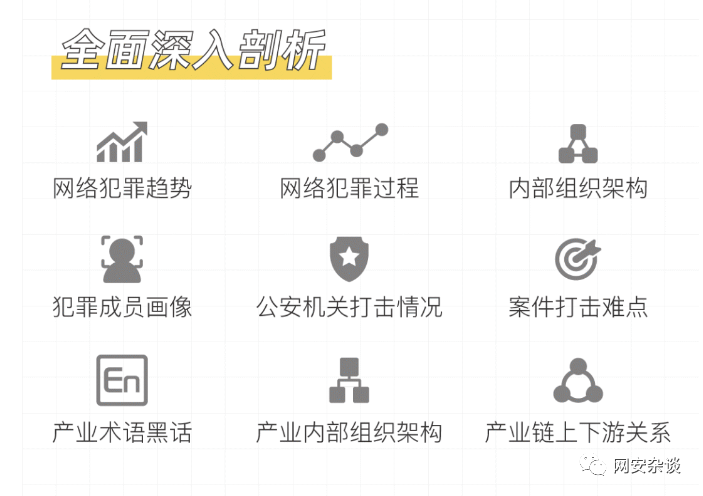 全面深入剖析
网络犯罪趋势
网络犯罪过程
内部组织架构
犯罪成员画像
公安机关打击情况
案件打击难点
En
产业术语黑话
产业内部组织架构
产业链上下游关系
网安杂谈